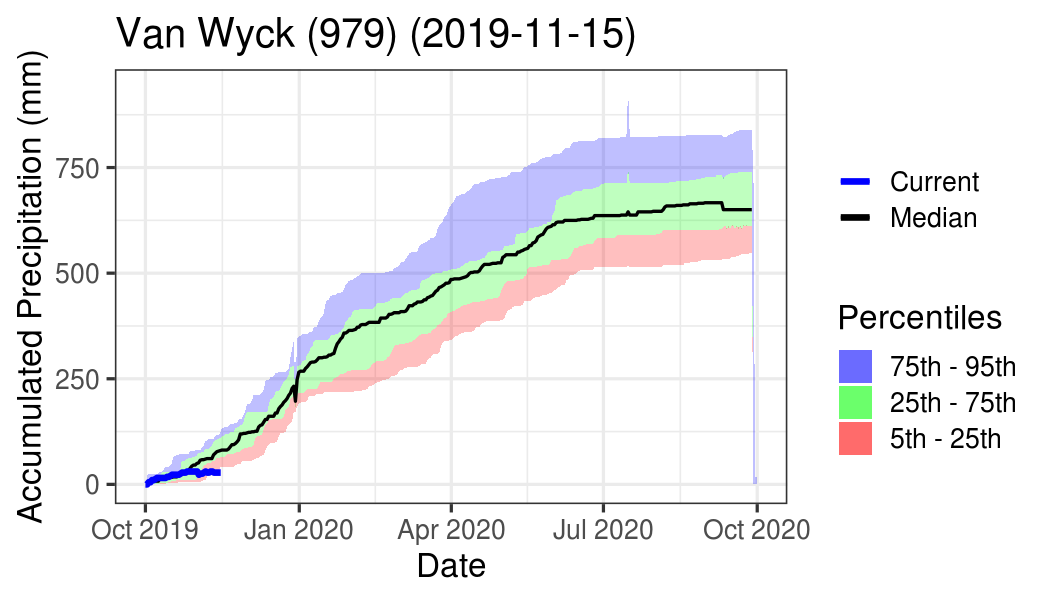 Van Wyck (979) (2019-11-15)
Accumulated Precipitation (mm)
750
500
250
0
Oct 2019
Jan 2020
Apr 2020
Jul 2020
Oct 2020
Date
Current
Median
Percentiles
75th - 95th
25th - 75th
5th - 25th